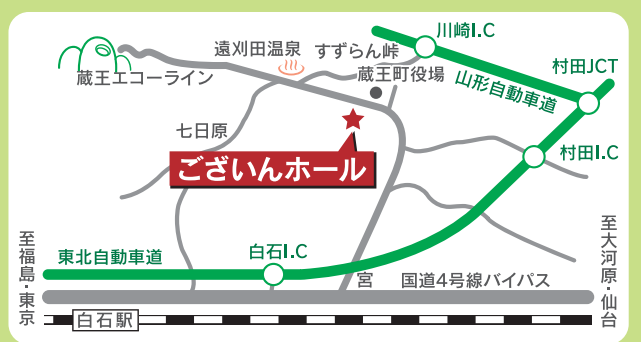 川崎I.C
遠刈田温泉
すずらん峠
村田JCT
蔵王エコーライン
蔵王町役場
山形自動車道
七日原
村田I.C
ございんホール
至福島・東京
東北自動車道
白石I.C
宮
国道4号線バイパス
至大河原・仙台
白石駅